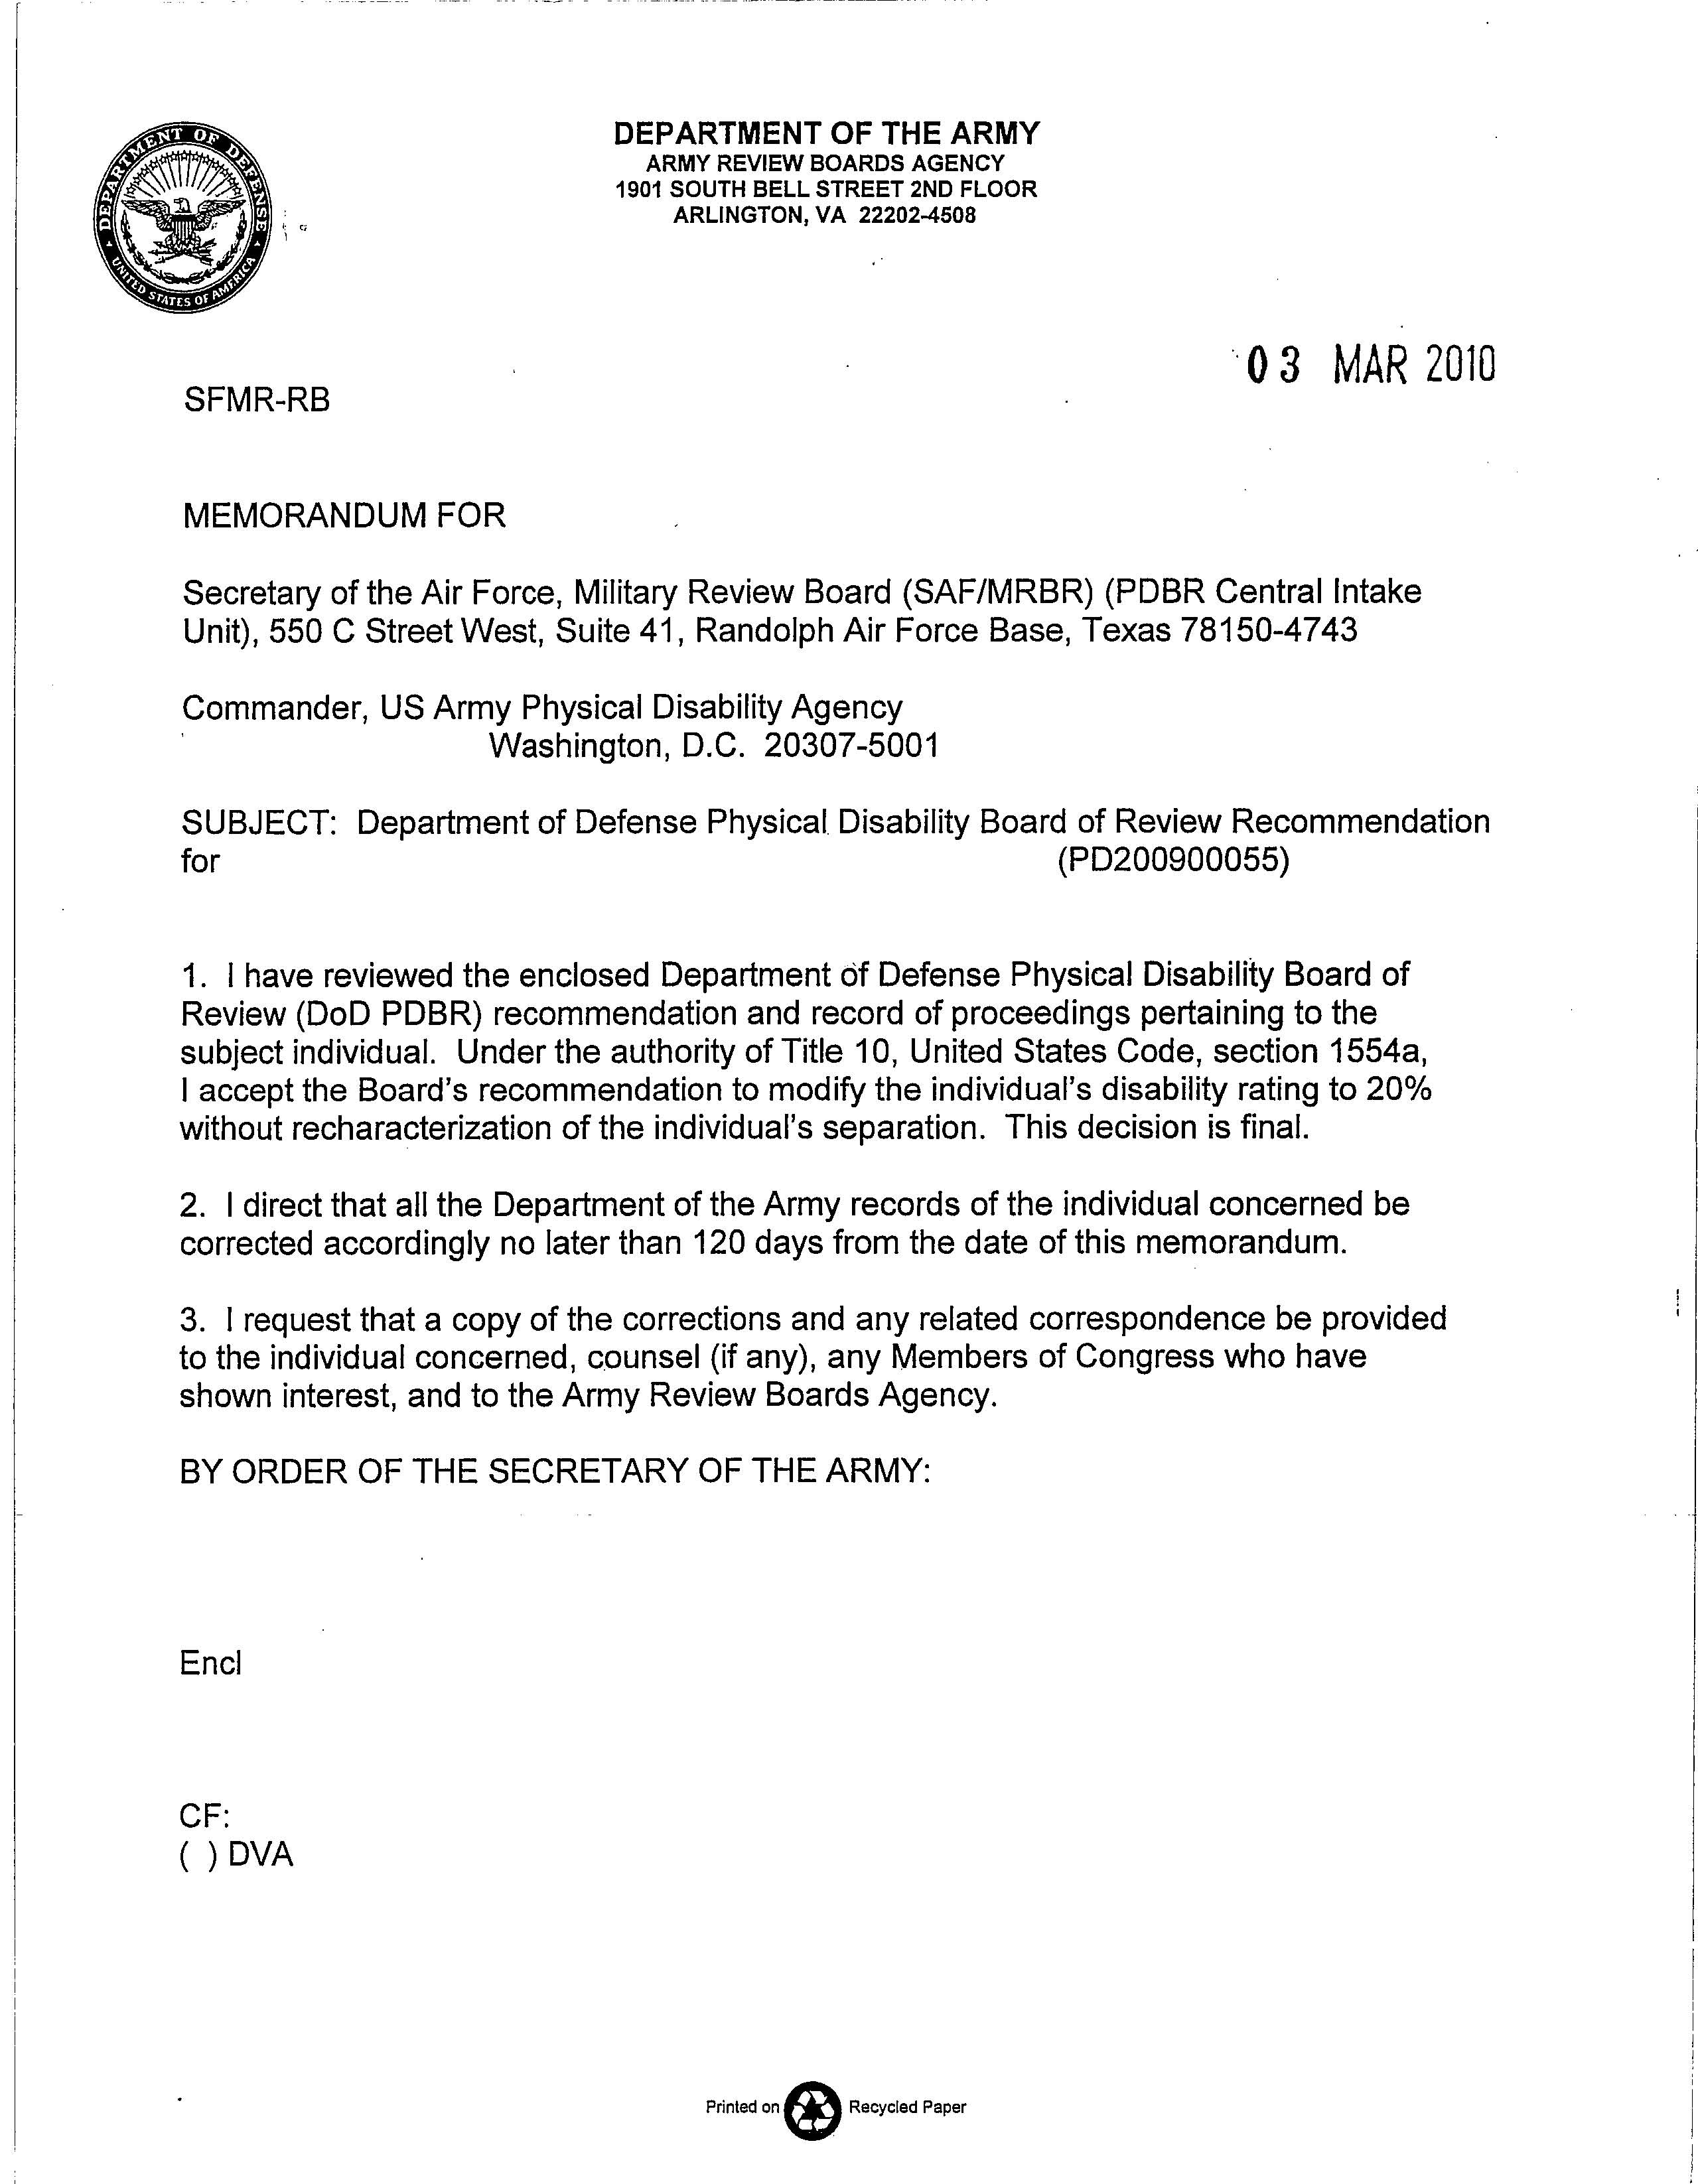 DEPARTMENT OF DEFENSE
UNITED STATES OF AMERICA
DEPARTMENT OF THE ARMY
ARMY REVIEW BOARDS AGENCY
1901 SOUTH BELL STREET 2ND FLOOR
ARLINGTON, VA 22202-4508
03 MAR 2010
SFMR-RB
MEMORANDUM FOR
Secretary of the Air Force, Military Review Board (SAF/MRBR) (PDBR Central Intake
Unit), 550 C Street West, Suite 41, Randolph Air Force Base, Texas 78150-4743
Commander, US Army Physical Disability Agency
Washington, D.C. 20307-5001
SUBJECT: Department of Defense Physical Disability Board of Review Recommendation
for (PD200900055)
1. I have reviewed the enclosed Department of Defense Physical Disability Board of
Review (DoD PDBR) recommendation and record of proceedings pertaining to the
subject individual. Under the authority of Title 10, United States Code, section 1554a,
I accept the Board's recommendation to modify the individual's disability rating to 20%
without recharacterization of the individual's separation. This decision is final.
2. I direct that all the Department of the Army records of the individual concerned be
corrected accordingly no later than 120 days from the date of this memorandum.
3. I request that a copy of the corrections and any related correspondence be provided
to the individual concerned, counsel (if any), any Members of Congress who have
shown interest, and to the Army Review Boards Agency.
BY ORDER OF THE SECRETARY OF THE ARMY:
Encl
CF:
( ) DVA
Printed on Recycled Paper